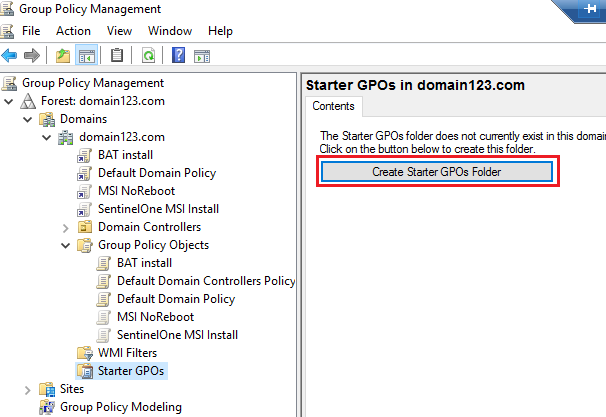 Group Policy Management
File Action View Window Help
Group Policy Management
Forest: domain123.com
Domains
domain123.com
BAT install
Default Domain Policy
MSI NoReboot
SentinelOne MSI Install
Domain Controllers
Group Policy Objects
BAT install
Default Domain Controllers Policy
Default Domain Policy
MSI NoReboot
SentinelOne MSI Install
WMI Filters
Starter GPOs
Sites
Group Policy Modeling
Starter GPOs in domain123.com
Contents
The Starter GPOs folder does not currently exist in this domai
Click on the button below to create this folder.
Create Starter GPOs Folder